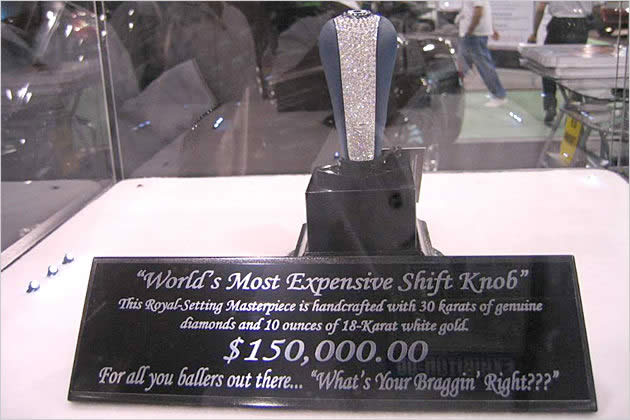 “World’s Most Expensive Shift Knob”
This Royal-Setting Masterpiece is handcrafted with 30 karats of genuine
diamonds and 10 ounces of 18-Karat white gold.
$150,000.00
For all you ballers out there... “What’s Your Braggin’ Right???”